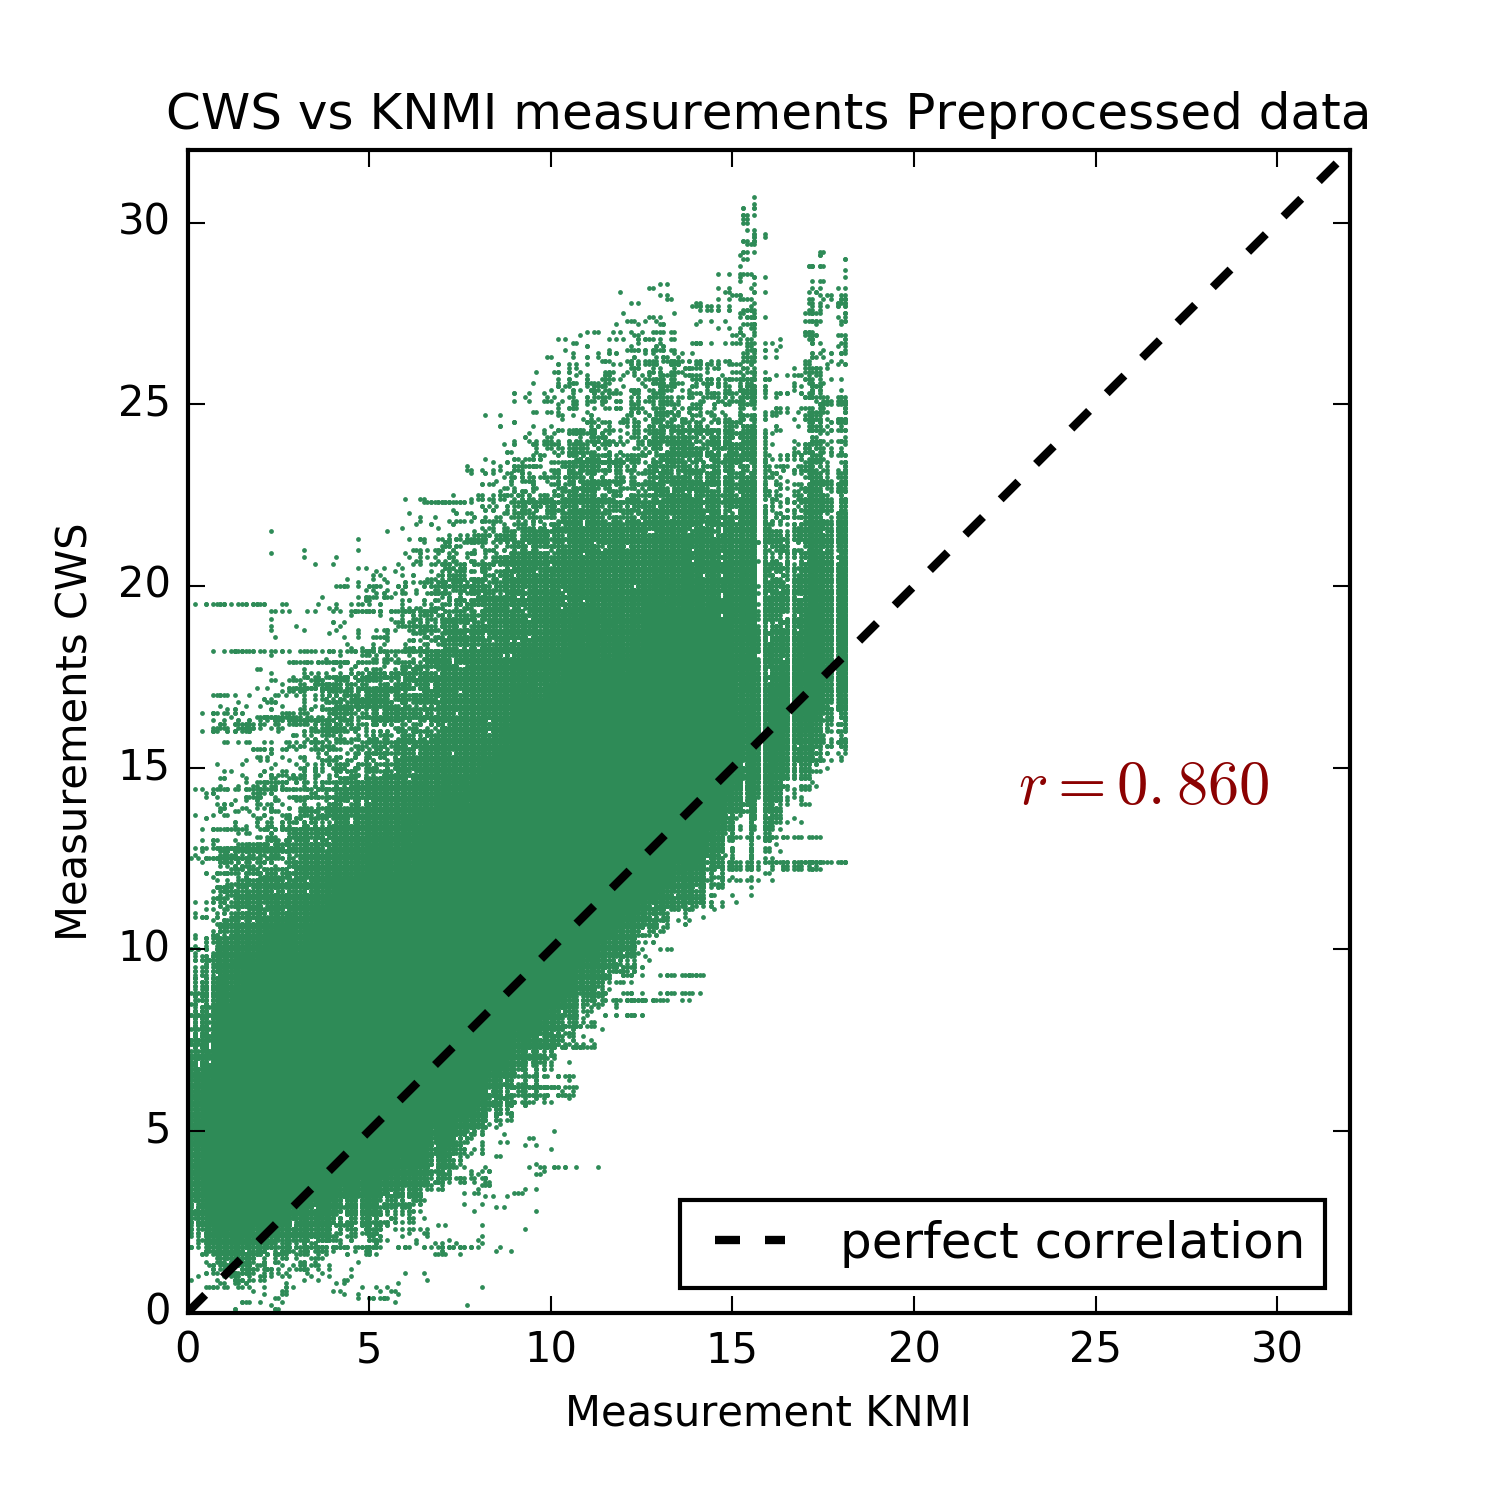 CWS vs KNMI measurements Preprocessed data
30
25
20
15
10
5
0
Measurements CWS
r = 0.860
perfect correlation
0 5 10 15 20 25 30
Measurement KNMI